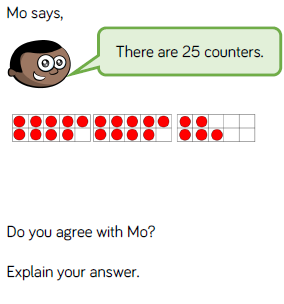 Mo says,
There are 25 counters.
Do you agree with Mo?
Explain your answer.